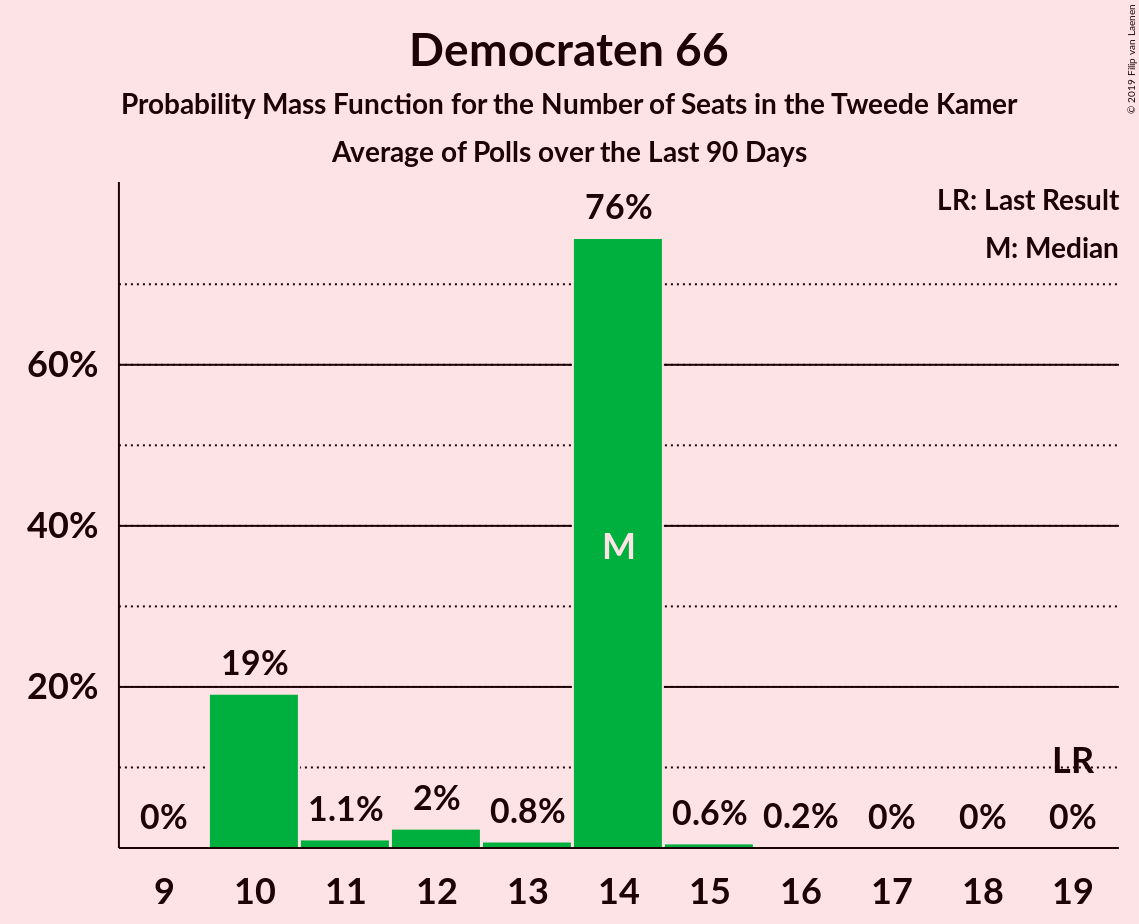 Democraten 66
Probability Mass Function for the Number of Seats in the Tweede Kamer
Average of Polls over the Last 90 Days
© 2019 Filip van Laenen
LR: Last Result
M: Median
76%
60%
40%
M
19%
20%
LR
0%
1.1%
2%
0.8%
0.6%
0.2%
0%
0%
0%
9 10 11 12 13 14 15 16 17 18 19